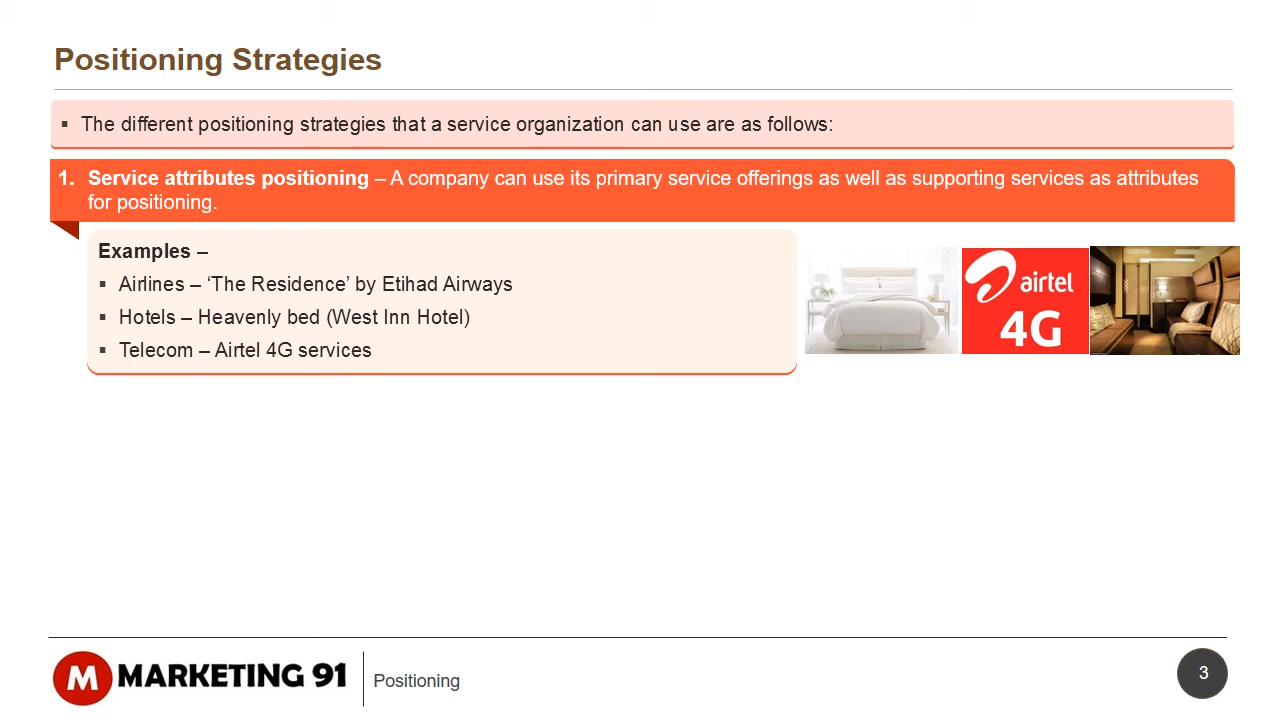 Positioning Strategies
▪ The different positioning strategies that a service organization can use are as follows:
1. Service attributes positioning – A company can use its primary service offerings as well as supporting services as attributes
for positioning.
Examples –
▪ Airlines – ‘The Residence’ by Etihad Airways
▪ Hotels – Heavenly bed (West Inn Hotel)
▪ Telecom – Airtel 4G services
airtel
4G
M MARKETING 91
Positioning
3